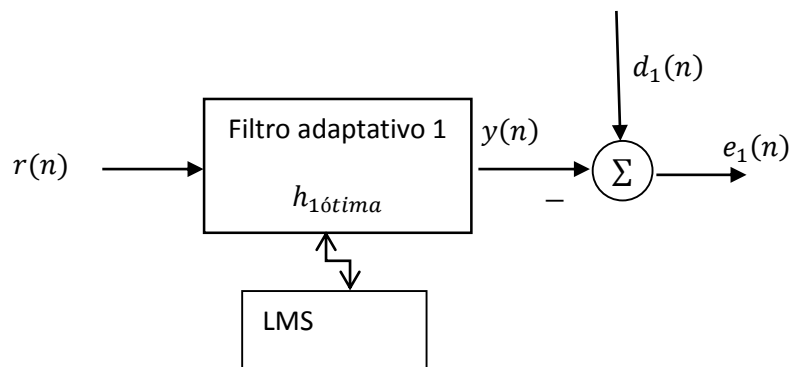 d₁(n)
Filtro adaptativo 1
y(n)
e₁(n)
r(n)
Σ
−
h₁ótima
LMS